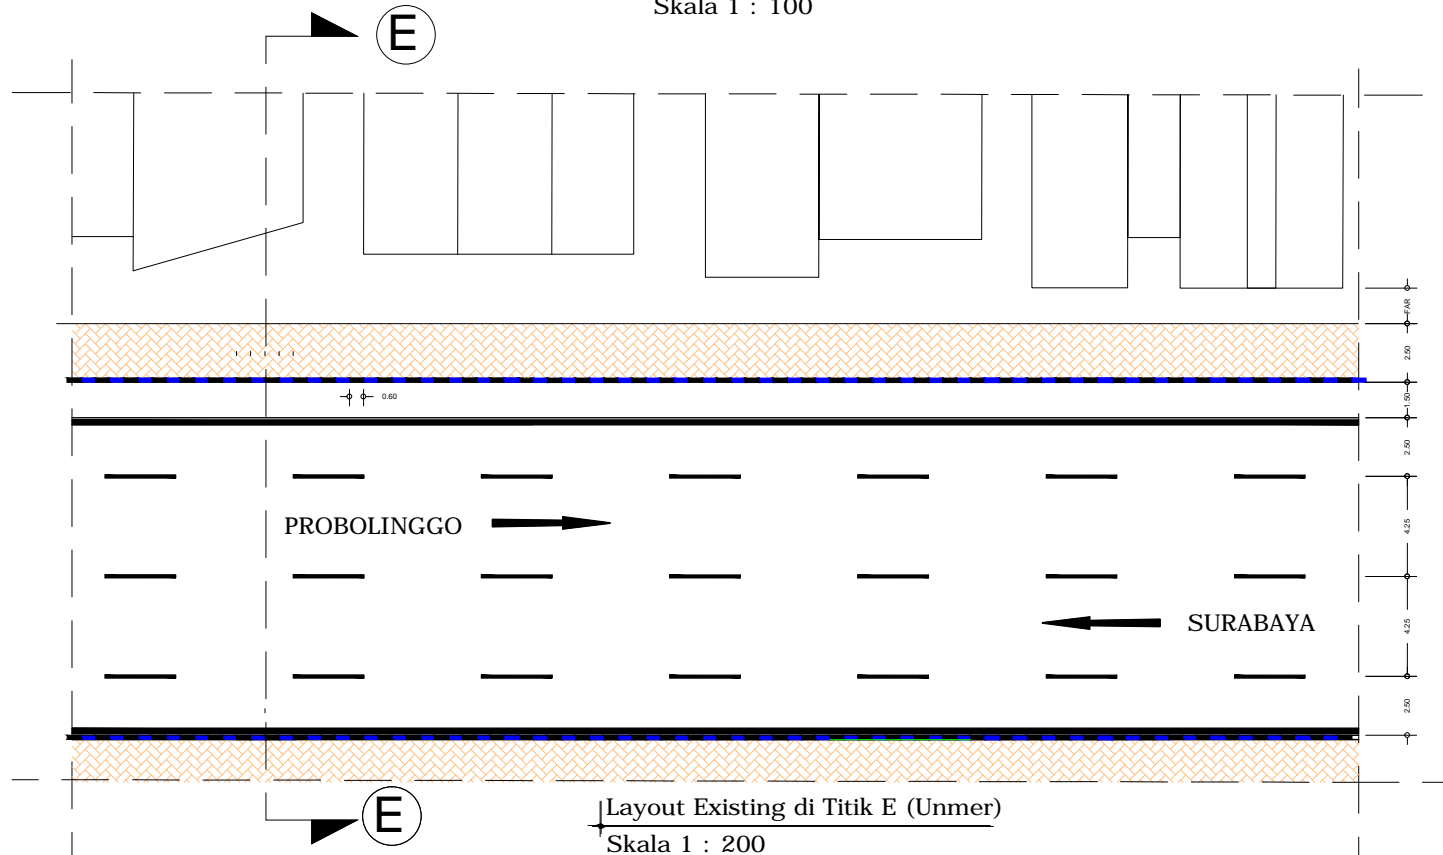 Skala 1 : 100
E
FAR
2.50
1.50
0.60
2.50
PROBOLINGGO
4.25
SURABAYA
4.25
2.50
E
Layout Existing di Titik E (Unmer)
Skala 1 : 200